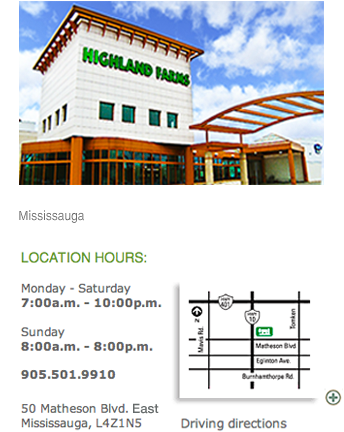 HIGHLAND FARMS
Mississauga
LOCATION HOURS:
Monday - Saturday
7:00a.m. - 10:00p.m.
Sunday
8:00a.m. - 8:00p.m.
905.501.9910
50 Matheson Blvd. East
Mississauga, L4Z1N5
HWY
401
N
HWY
10
Mavis Rd.
Tomken
Matheson Blvd
Eglinton Ave.
Burnhamthorpe Rd.
Driving directions